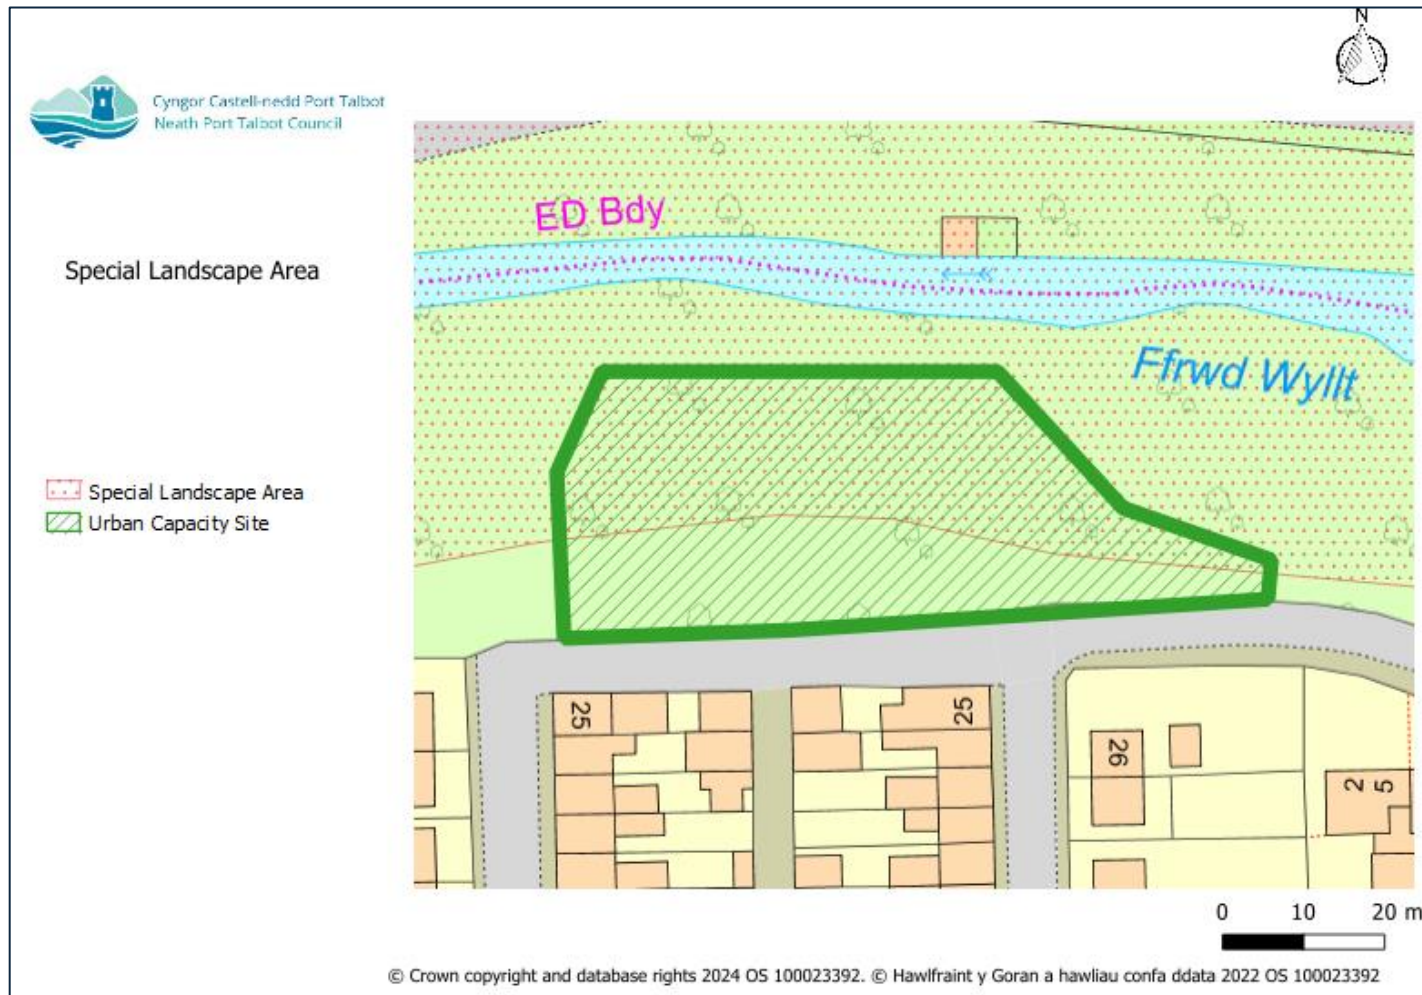 N
Cyngor Castell-nedd Port Talbot
Neath Port Talbot Council
Special Landscape Area
Special Landscape Area
Urban Capacity Site
ED Bdy
Ffrwd Wyllt
25
25
26
2 5
0 10 20 m
© Crown copyright and database rights 2024 OS 100023392. © Hawlfraint y Goran a hawliau confa ddata 2022 OS 100023392